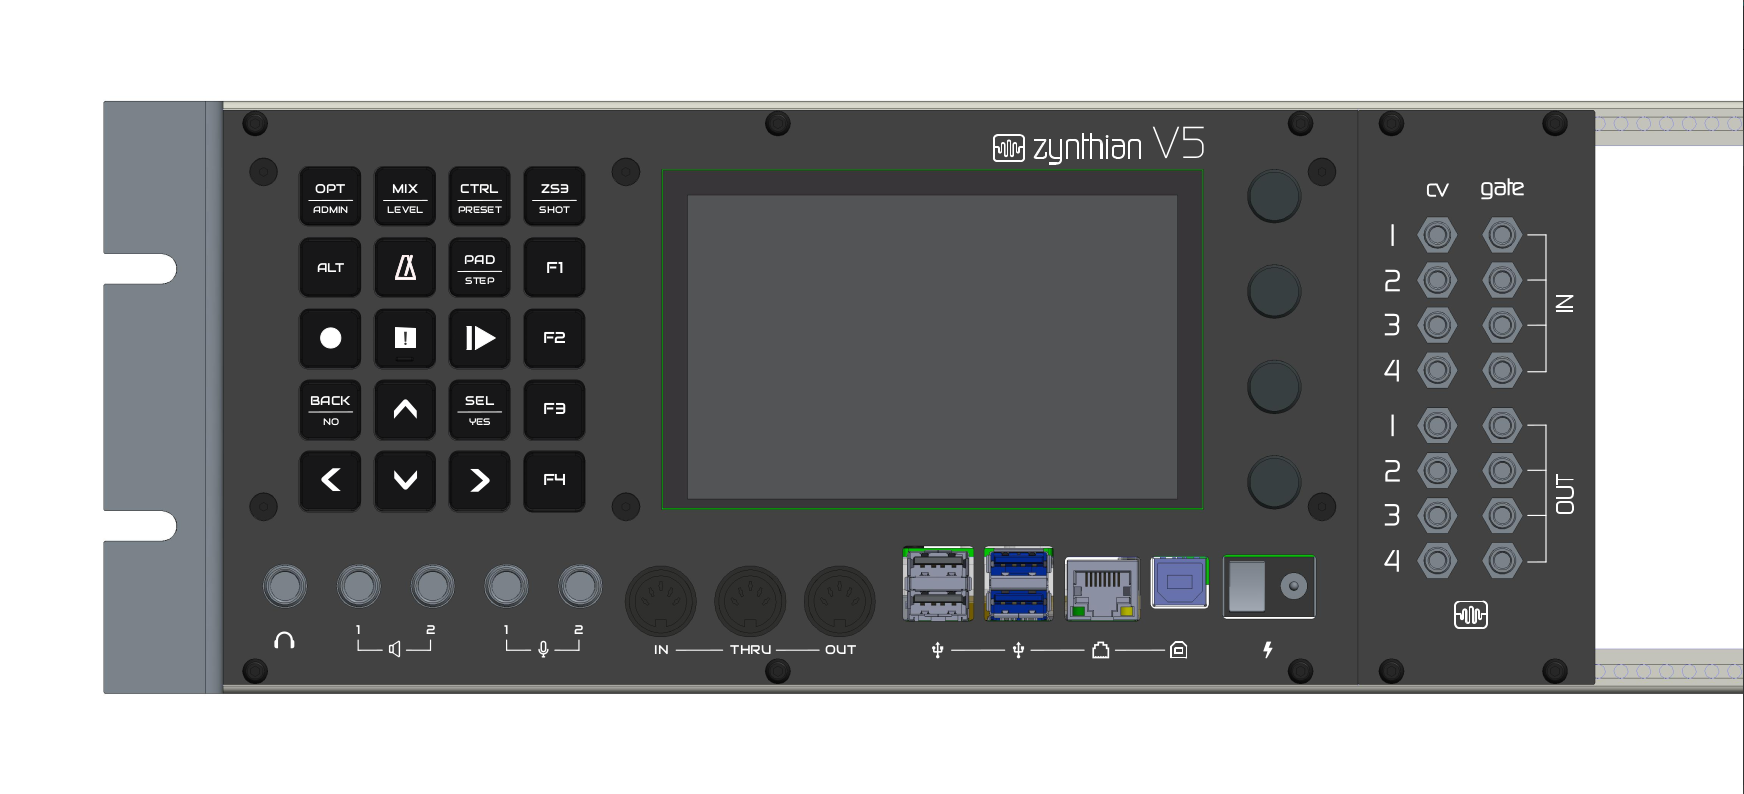 zynthian V5
OPT
ADMIN
MIX
LEVEL
CTRL
PRESET
ZS3
SHOT
ALT
PAD
STEP
F1
!
F2
BACK
NO
SEL
YES
F3
F4
1 2
1 2
IN THRU OUT
cv gate
1
2
3
4
IN
1
2
3
4
OUT